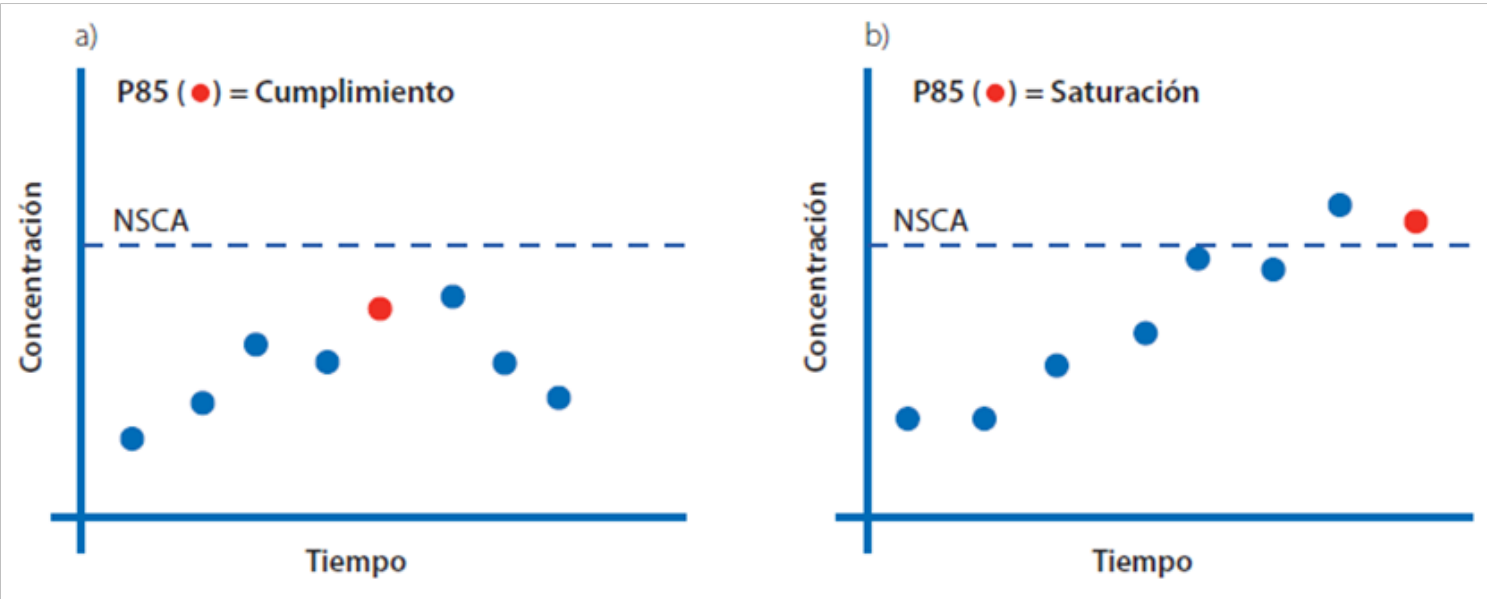 a)
P85 ( ● ) = Cumplimiento
NSCA
Concentración
Tiempo
b)
P85 ( ● ) = Saturación
NSCA
Concentración
Tiempo